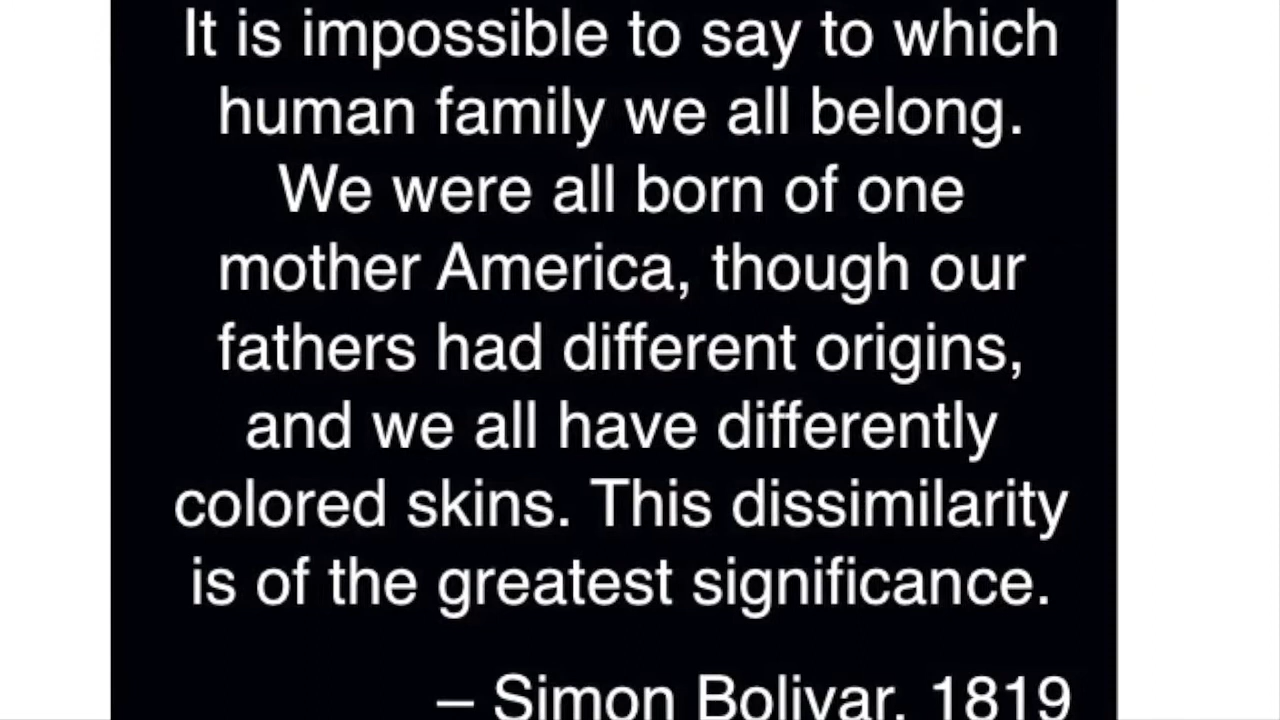 It is impossible to say to which
human family we all belong.
We were all born of one
mother America, though our
fathers had different origins,
and we all have differently
colored skins. This dissimilarity
is of the greatest significance.
– Simon Bolivar, 1819